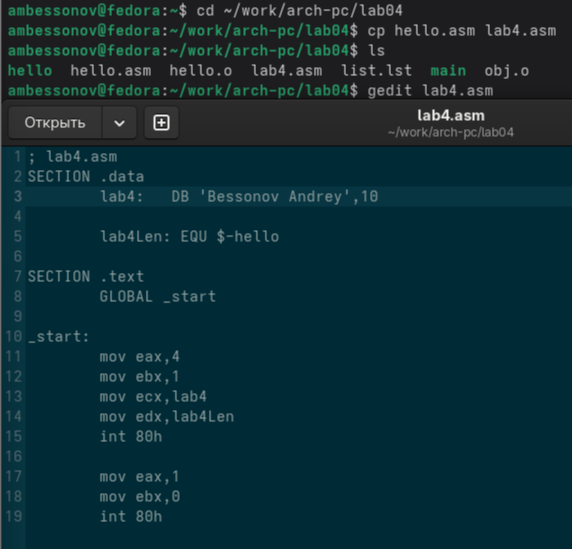 ambessonov@fedora:~$ cd ~/work/arch-pc/lab04
ambessonov@fedora:~/work/arch-pc/lab04$ cp hello.asm lab4.asm
ambessonov@fedora:~/work/arch-pc/lab04$ ls
hello  hello.asm  hello.o  lab4.asm  list.lst  main  obj.o
ambessonov@fedora:~/work/arch-pc/lab04$ gedit lab4.asm
Открыть
lab4.asm
~/work/arch-pc/lab04
1 ; lab4.asm
2 SECTION .data
3         lab4:   DB 'Bessonov Andrey',10
4
5         lab4Len: EQU $-hello
6
7 SECTION .text
8         GLOBAL _start
9
10 _start:
11         mov eax,4
12         mov ebx,1
13         mov ecx,lab4
14         mov edx,lab4Len
15         int 80h
16
17         mov eax,1
18         mov ebx,0
19         int 80h